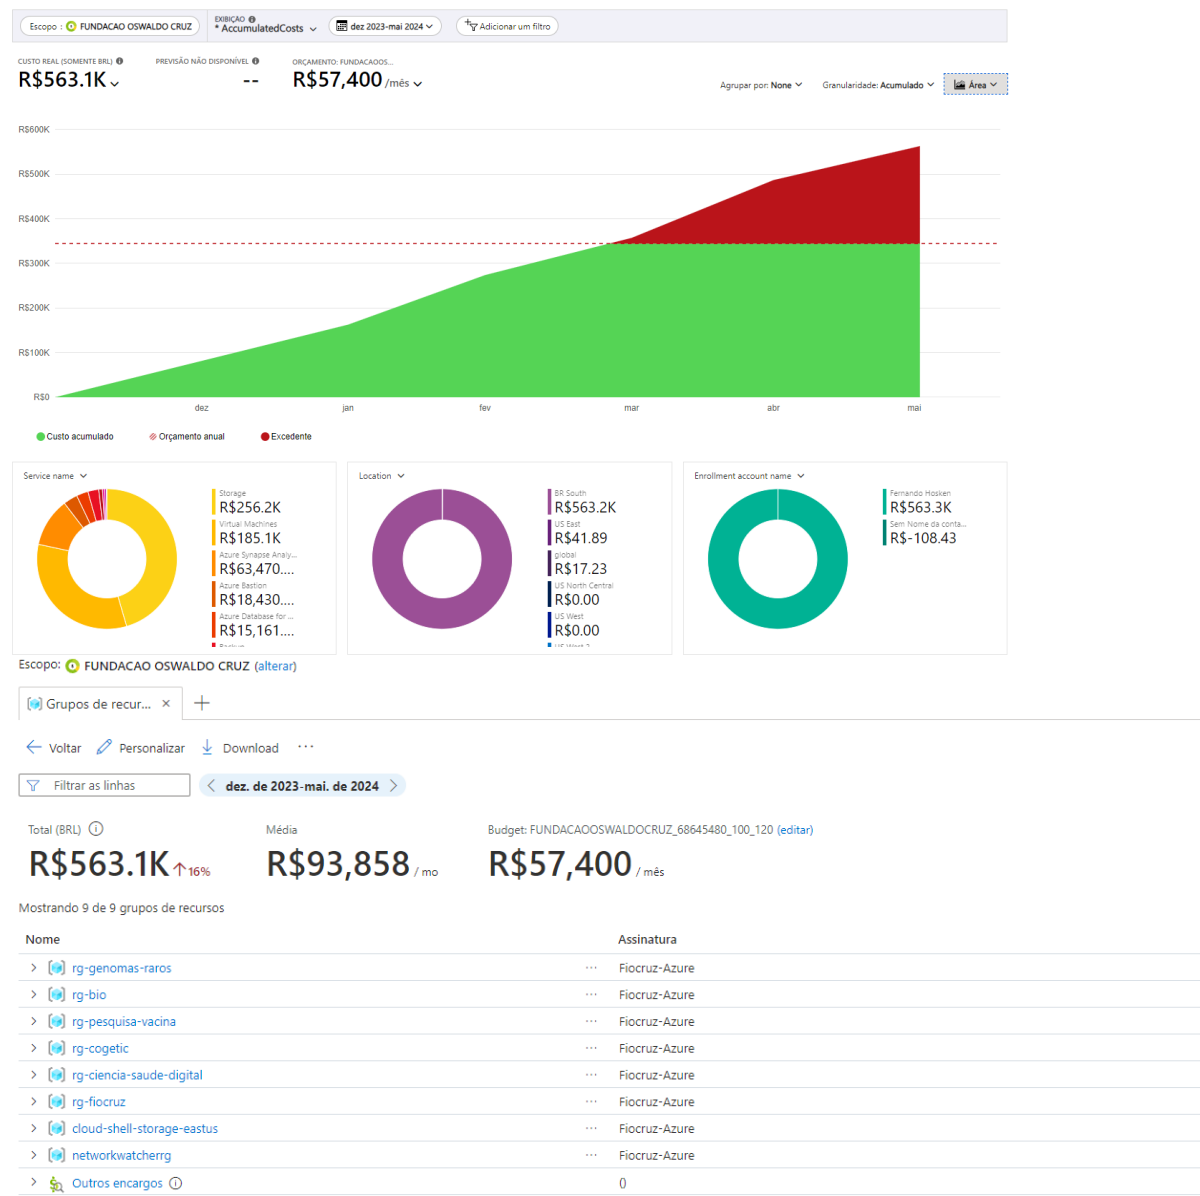 Escopo : FUNDACAO OSWALDO CRUZ
EXIBIÇÃO
* AccumulatedCosts
dez 2023-mai 2024
Adicionar um filtro
CUSTO REAL (SOMENTE BRL)
R$563.1K
PREVISÃO NÃO DISPONÍVEL
--
ORÇAMENTO: FUNDACAOOS...
R$57,400 /mês
Agrupar por: None
Granularidade: Acumulado
Área
R$600K
R$500K
R$400K
R$300K
R$200K
R$100K
R$0
dez jan fev mar abr mai
Custo acumulado
Orçamento anual
Excedente
Service name
Storage
R$256.2K
Virtual Machines
R$185.1K
Azure Synapse Analy...
R$63,470....
Azure Bastion
R$18,430....
Azure Database for ...
R$15,161....
Backup
Location
BR South
R$563.2K
US East
R$41.89
global
R$17.23
US North Central
R$0.00
US West
R$0.00
US West 2
Enrollment account name
Fernando Hosken
R$563.3K
Sem Nome da conta...
R$-108.43
Escopo: FUNDACAO OSWALDO CRUZ (alterar)
Grupos de recur... × +
Voltar Personalizar Download ...
Filtrar as linhas
dez. de 2023-mai. de 2024
Total (BRL)
R$563.1K ↑16%
Média
R$93,858 / mo
Budget: FUNDACAOOSWALDOCRUZ_68645480_100_120 (editar)
R$57,400 / mês
Mostrando 9 de 9 grupos de recursos
Nome Assinatura
rg-genomas-raros ... Fiocruz-Azure
rg-bio ... Fiocruz-Azure
rg-pesquisa-vacina ... Fiocruz-Azure
rg-cogetic ... Fiocruz-Azure
rg-ciencia-saude-digital ... Fiocruz-Azure
rg-fiocruz ... Fiocruz-Azure
cloud-shell-storage-eastus ... Fiocruz-Azure
networkwatcherrg ... Fiocruz-Azure
Outros encargos ()